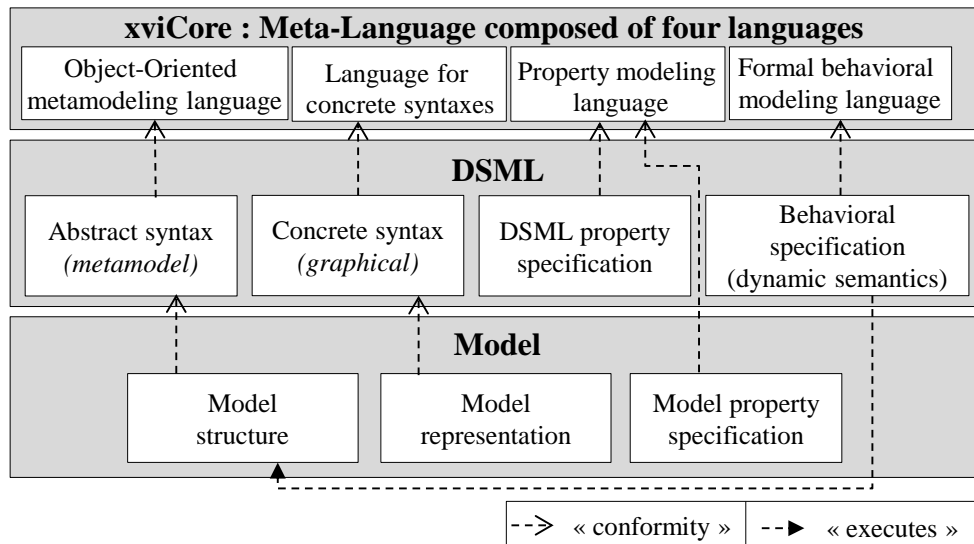 xviCore : Meta-Language composed of four languages
Object-Oriented
metamodeling language
Language for
concrete syntaxes
Property modeling
language
Formal behavioral
modeling language
DSML
Abstract syntax
(metamodel)
Concrete syntax
(graphical)
DSML property
specification
Behavioral
specification
(dynamic semantics)
Model
Model
structure
Model
representation
Model property
specification
« conformity »
« executes »